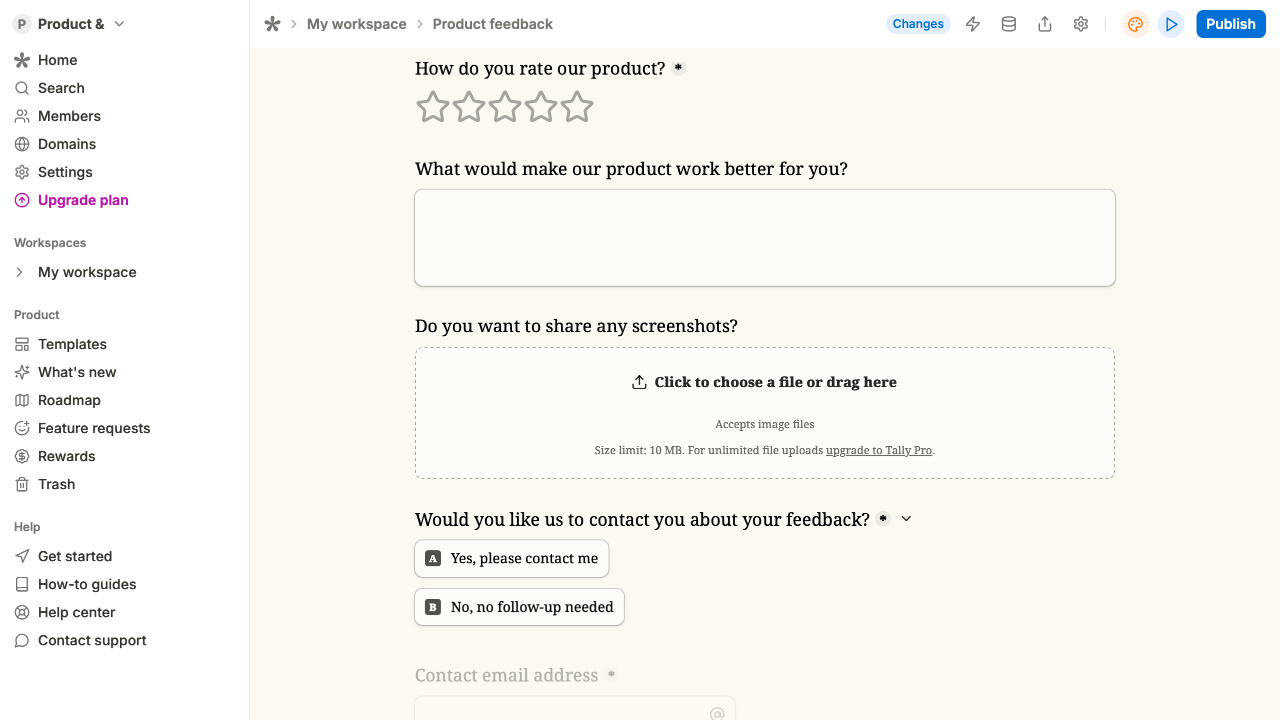 P Product &
Home
Search
Members
Domains
Settings
Upgrade plan
Workspaces
My workspace
Product
Templates
What's new
Roadmap
Feature requests
Rewards
Trash
Help
Get started
How-to guides
Help center
Contact support
My workspace
Product feedback
Changes
Publish
How do you rate our product? *
What would make our product work better for you?
Do you want to share any screenshots?
Click to choose a file or drag here
Accepts image files
Size limit: 10 MB. For unlimited file uploads upgrade to Tally Pro.
Would you like us to contact you about your feedback? *
A Yes, please contact me
B No, no follow-up needed
Contact email address *
@